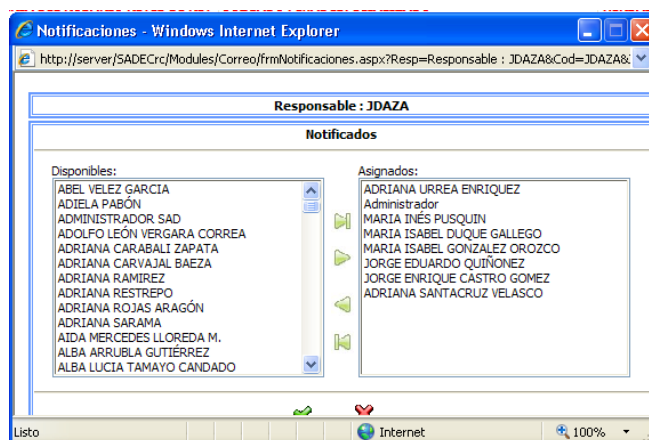 Notificaciones - Windows Internet Explorer
http://server/SADECrc/Modules/Correo/frmNotificaciones.aspx?Resp=Responsable : JDAZA&Cod=JDAZA&
Responsable : JDAZA
Notificados
Disponibles:
ABEL VELEZ GARCIA
ADIELA PABÓN
ADMINISTRADOR SAD
ADOLFO LEÓN VERGARA CORREA
ADRIANA CARABALI ZAPATA
ADRIANA CARVAJAL BAEZA
ADRIANA RAMIREZ
ADRIANA RESTREPO
ADRIANA ROJAS ARAGÓN
ADRIANA SARAMA
AIDA MERCEDES LLOREDA M.
ALBA ARRUBLA GUTIÉRREZ
ALBA LUCIA TAMAYO CANDADO
Asignados:
ADRIANA URREA ENRIQUEZ
Administrador
MARIA INÉS PUSQUIN
MARIA ISABEL DUQUE GALLEGO
MARIA ISABEL GONZALEZ OROZCO
JORGE EDUARDO QUIÑONEZ
JORGE ENRIQUE CASTRO GOMEZ
ADRIANA SANTACRUZ VELASCO
Listo
Internet
100%